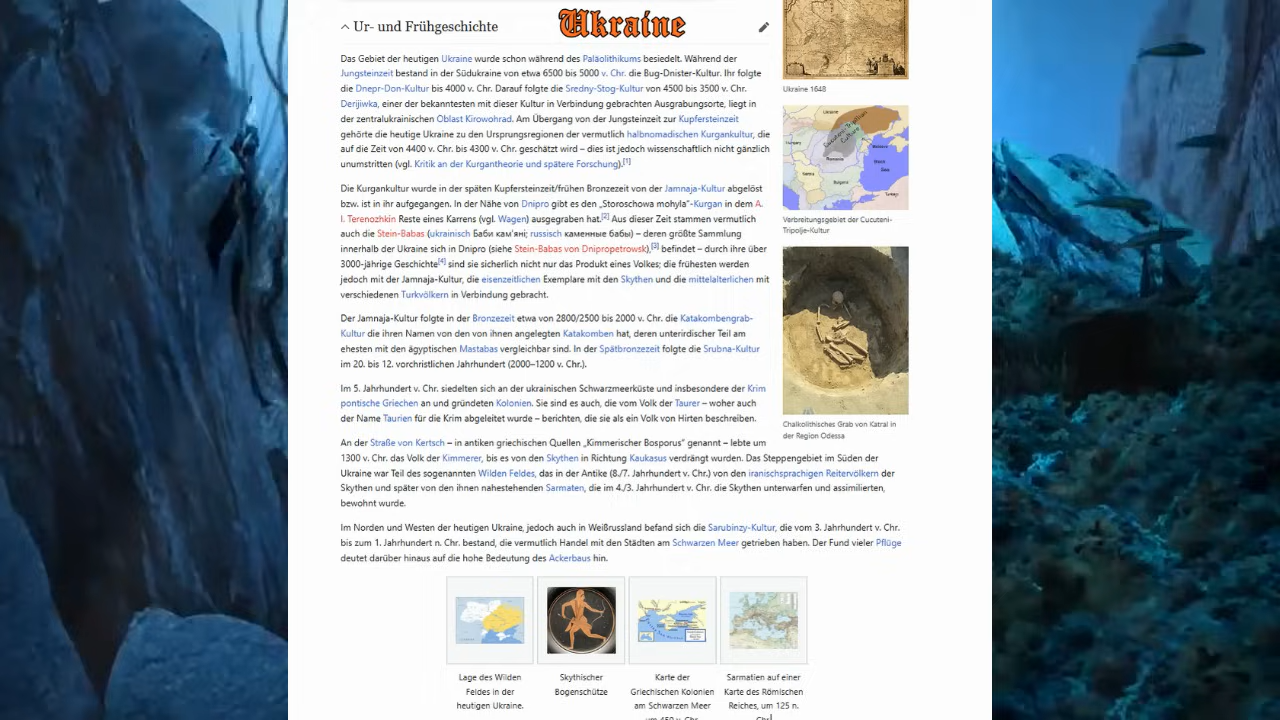 Ur- und Frühgeschichte
Ukraine
Das Gebiet der heutigen Ukraine wurde schon während des Paläolithikums besiedelt. Während der
Jungsteinzeit bestand in der Südukraine von etwa 6500 bis 5000 v. Chr. die Bug-Dnister-Kultur. Ihr folgte
die Dnepr-Don-Kultur bis 4000 v. Chr. Darauf folgte die Sredny-Stog-Kultur von 4500 bis 3500 v. Chr.
Derijiwka, einer der bekanntesten mit dieser Kultur in Verbindung gebrachten Ausgrabungsorte, liegt in
der zentralukrainischen Oblast Kirowohrad. Am Übergang von der Jungsteinzeit zur Kupfersteinzeit
gehörte die heutige Ukraine zu den Ursprungsregionen der vermutlich halbnomadischen Kurgankultur, die
auf die Zeit von 4400 v. Chr. bis 4300 v. Chr. geschätzt wird – dies ist jedoch wissenschaftlich nicht gänzlich
unumstritten (vgl. Kritik an der Kurgantheorie und spätere Forschung).[1]
Die Kurgankultur wurde in der späten Kupfersteinzeit/frühen Bronzezeit von der Jamnaja-Kultur abgelöst
bzw. ist in ihr aufgegangen. In der Nähe von Dnipro gibt es den „Storoschowa mohyla“-Kurgan in dem A.
I. Terenozhkin Reste eines Karrens (vgl. Wagen) ausgegraben hat.[2] Aus dieser Zeit stammen vermutlich
auch die Stein-Babas (ukrainisch Баби кам'яні; russisch каменные бабы) – deren größte Sammlung
innerhalb der Ukraine sich in Dnipro (siehe Stein-Babas von Dnipropetrowsk),[3] befindet – durch ihre über
3000-jährige Geschichte[4] sind sie sicherlich nicht nur das Produkt eines Volkes; die frühesten werden
jedoch mit der Jamnaja-Kultur, die eisenzeitlichen Exemplare mit den Skythen und die mittelalterlichen mit
verschiedenen Turkvölkern in Verbindung gebracht.
Der Jamnaja-Kultur folgte in der Bronzezeit etwa von 2800/2500 bis 2000 v. Chr. die Katakombengrab-
Kultur die ihren Namen von den von ihnen angelegten Katakomben hat, deren unterirdischer Teil am
ehesten mit den ägyptischen Mastabas vergleichbar sind. In der Spätbronzezeit folgte die Srubna-Kultur
im 20. bis 12. vorchristlichen Jahrhundert (2000–1200 v. Chr.).
Im 5. Jahrhundert v. Chr. siedelten sich an der ukrainischen Schwarzmeerküste und insbesondere der Krim
pontische Griechen an und gründeten Kolonien. Sie sind es auch, die vom Volk der Taurer – woher auch
der Name Taurien für die Krim abgeleitet wurde – berichten, die sie als ein Volk von Hirten beschreiben.
An der Straße von Kertsch – in antiken griechischen Quellen „Kimmerischer Bosporus“ genannt – lebte um
1300 v. Chr. das Volk der Kimmerer, bis es von den Skythen in Richtung Kaukasus verdrängt wurden. Das Steppengebiet im Süden der
Ukraine war Teil des sogenannten Wilden Feldes, das in der Antike (8./7. Jahrhundert v. Chr.) von den iranischsprachigen Reitervölkern der
Skythen und später von den ihnen nahestehenden Sarmaten, die im 4./3. Jahrhundert v. Chr. die Skythen unterwarfen und assimilierten,
bewohnt wurde.
Im Norden und Westen der heutigen Ukraine, jedoch auch in Weißrussland befand sich die Sarubinzy-Kultur, die vom 3. Jahrhundert v. Chr.
bis zum 1. Jahrhundert n. Chr. bestand, die vermutlich Handel mit den Städten am Schwarzen Meer getrieben haben. Der Fund vieler Pflüge
deutet darüber hinaus auf die hohe Bedeutung des Ackerbaus hin.
Ukraine 1648
Verbreitungsgebiet der Cucuteni-
Tripolje-Kultur
Chalkolithisches Grab von Katral in
der Region Odessa
Lage des Wilden
Feldes in der
heutigen Ukraine.
Skythischer
Bogenschütze
Karte der
Griechischen Kolonien
am Schwarzen Meer
um 450 v. Chr.
Sarmatien auf einer
Karte des Römischen
Reiches, um 125 n.
Chr.